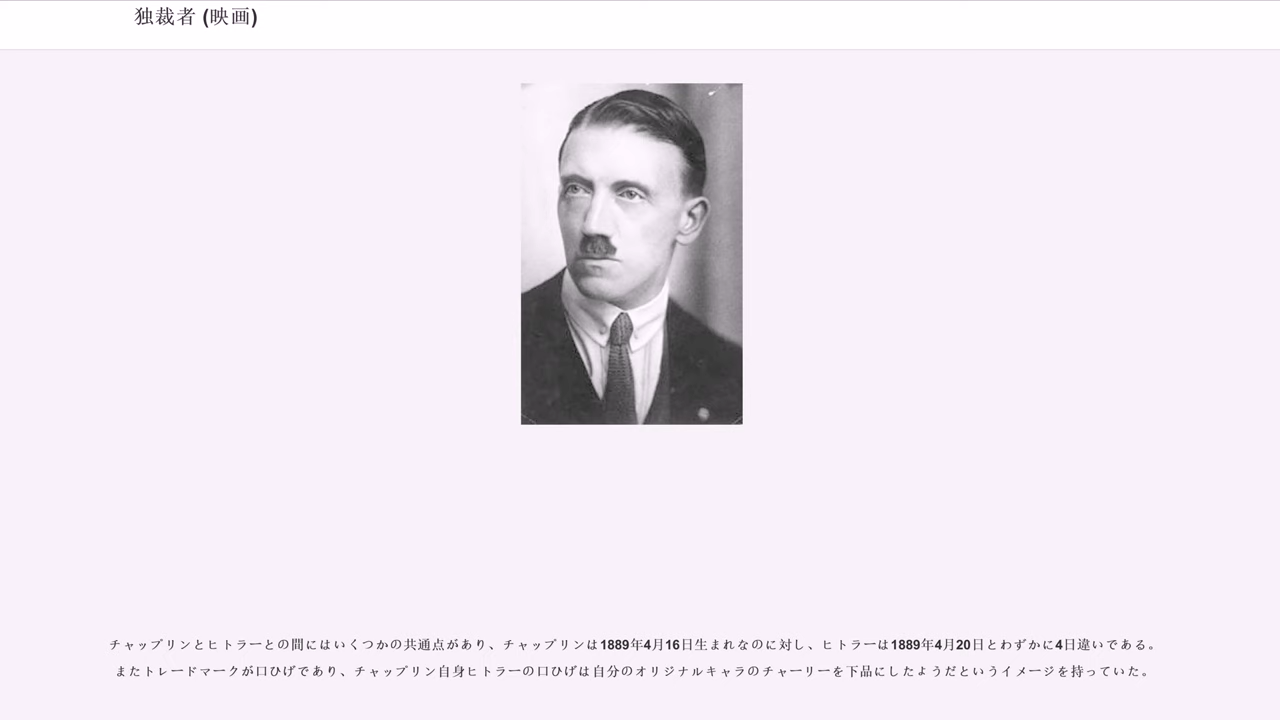 独裁者 (映画)
チャップリンとヒトラーとの間にはいくつかの共通点があり、チャップリンは1889年4月16日生まれなのに対し、ヒトラーは1889年4月20日とわずかに4日違いである。
またトレードマークが口ひげであり、チャップリン自身ヒトラーの口ひげは自分のオリジナルキャラのチャーリーを下品にしたようだというイメージを持っていた。